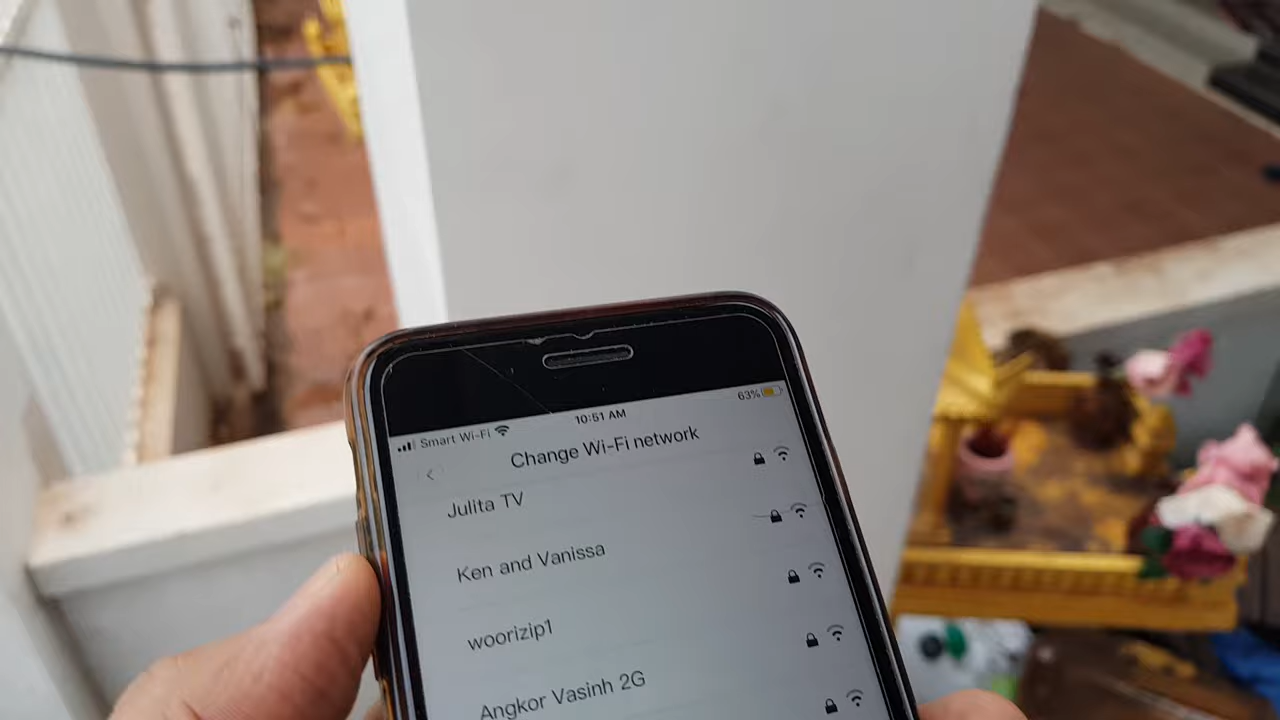 Smart Wi-Fi 10:51 AM 63%
Change Wi-Fi network
Julita TV
Ken and Vanissa
woorizip1
Angkor Vasinh 2G